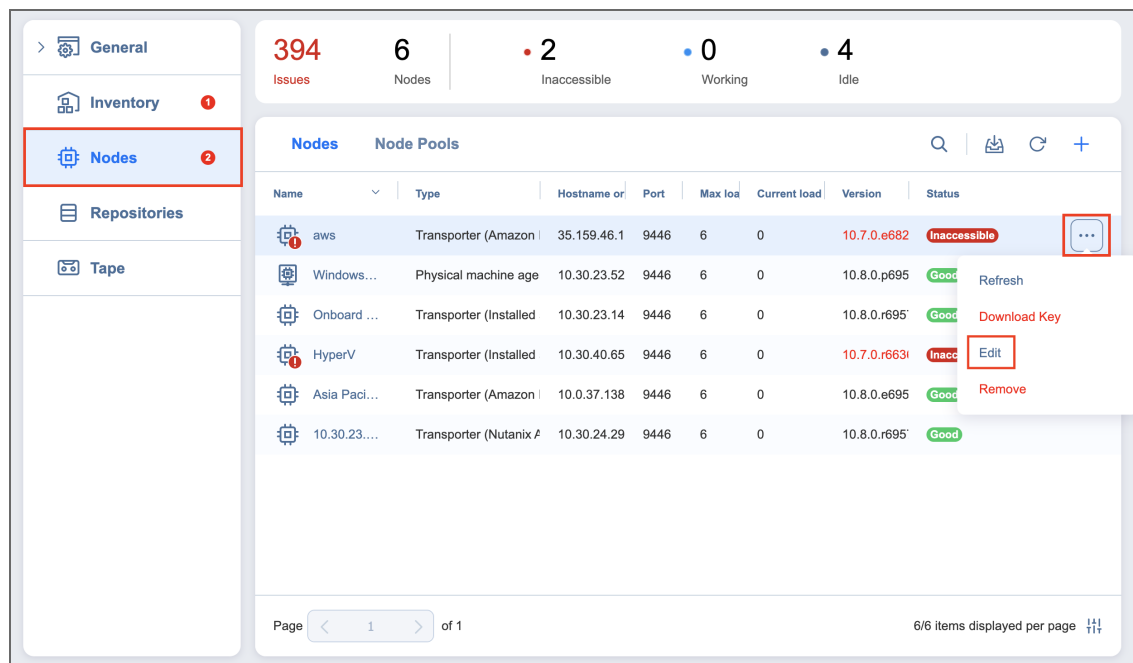 General
Inventory 1
Nodes 2
Repositories
Tape
394 6 2 0 4
Issues Nodes Inaccessible Working Idle
Nodes Node Pools
Name Type Hostname or Port Max loa Current load Version Status
aws Transporter (Amazon 35.159.46.1 9446 6 0 10.7.0.e682 Inaccessible ...
Windows... Physical machine age 10.30.23.52 9446 6 0 10.8.0.p695 Good
Onboard ... Transporter (Installed 10.30.23.14 9446 6 0 10.8.0.r695 Good
HyperV Transporter (Installed 10.30.40.65 9446 6 0 10.7.0.r663 Inacc
Asia Paci... Transporter (Amazon 10.0.37.138 9446 6 0 10.8.0.e695 Good
10.30.23.... Transporter (Nutanix A 10.30.24.29 9446 6 0 10.8.0.r695 Good
Refresh
Download Key
Edit
Remove
Page 1 of 1
6/6 items displayed per page